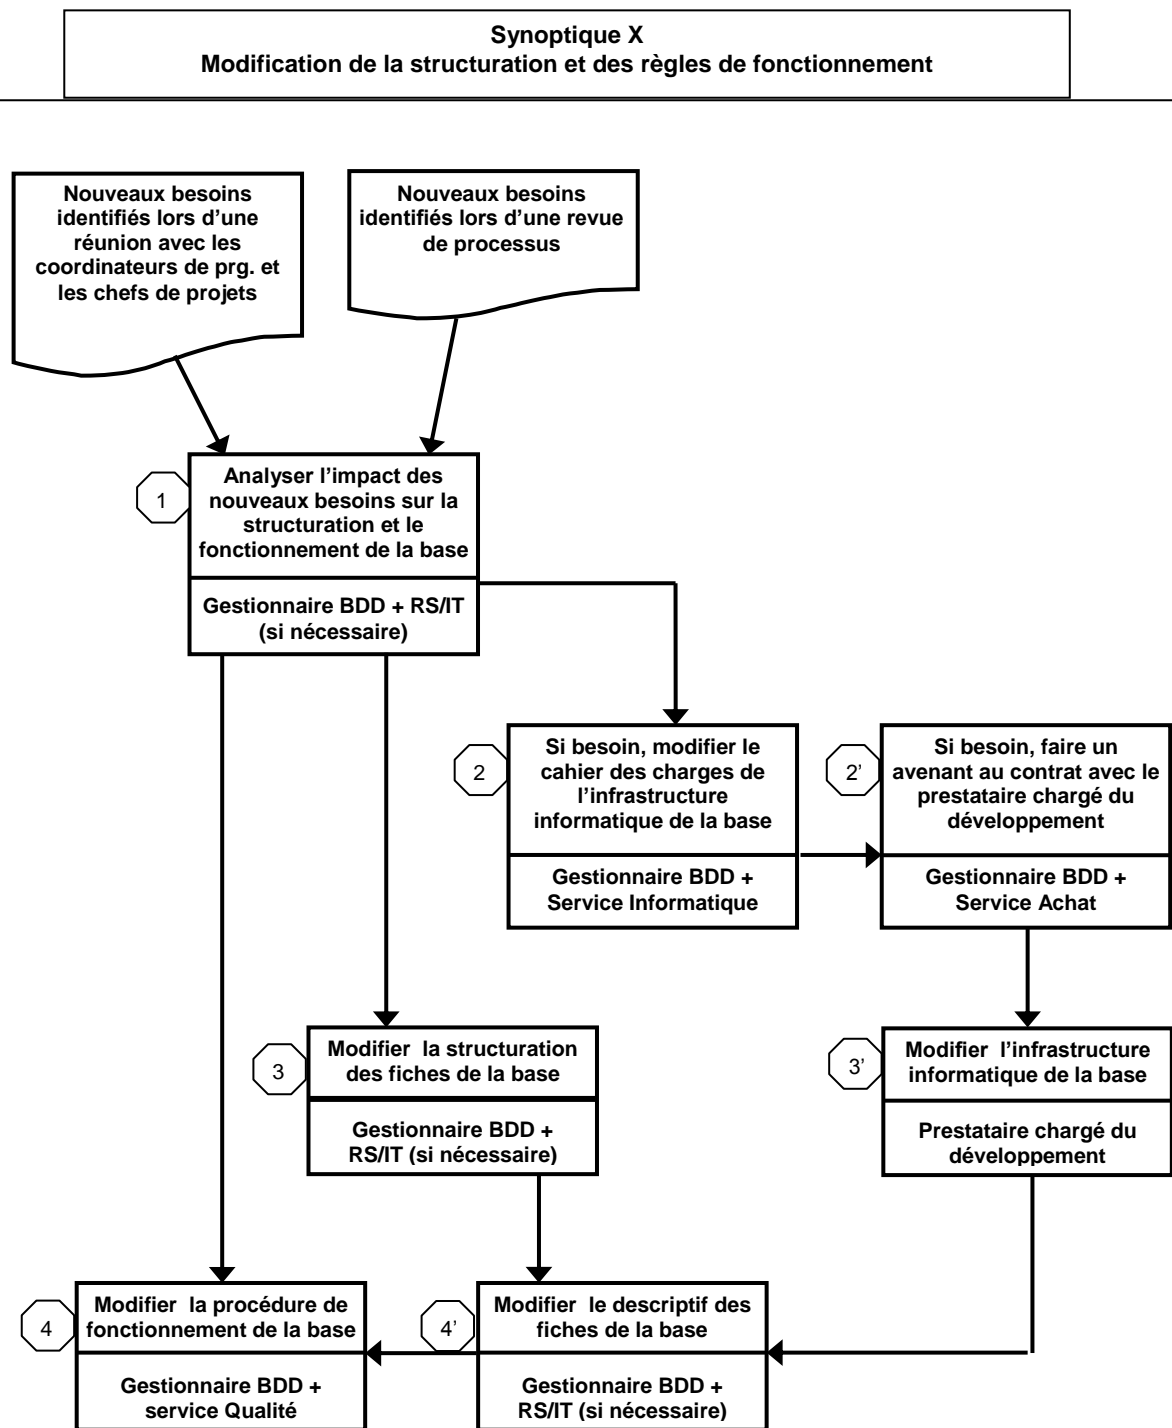 Synoptique X
Modification de la structuration et des règles de fonctionnement
Nouveaux besoins
identifiés lors d’une
réunion avec les
coordinateurs de prg. et
les chefs de projets
Nouveaux besoins
identifiés lors d’une revue
de processus
1
Analyser l’impact des
nouveaux besoins sur la
structuration et le
fonctionnement de la base
Gestionnaire BDD + RS/IT
(si nécessaire)
2
Si besoin, modifier le
cahier des charges de
l’infrastructure
informatique de la base
Gestionnaire BDD +
Service Informatique
2’
Si besoin, faire un
avenant au contrat avec le
prestataire chargé du
développement
Gestionnaire BDD +
Service Achat
3
Modifier la structuration
des fiches de la base
Gestionnaire BDD +
RS/IT (si nécessaire)
3’
Modifier l’infrastructure
informatique de la base
Prestataire chargé du
développement
4
Modifier la procédure de
fonctionnement de la base
Gestionnaire BDD +
service Qualité
4’
Modifier le descriptif des
fiches de la base
Gestionnaire BDD +
RS/IT (si nécessaire)